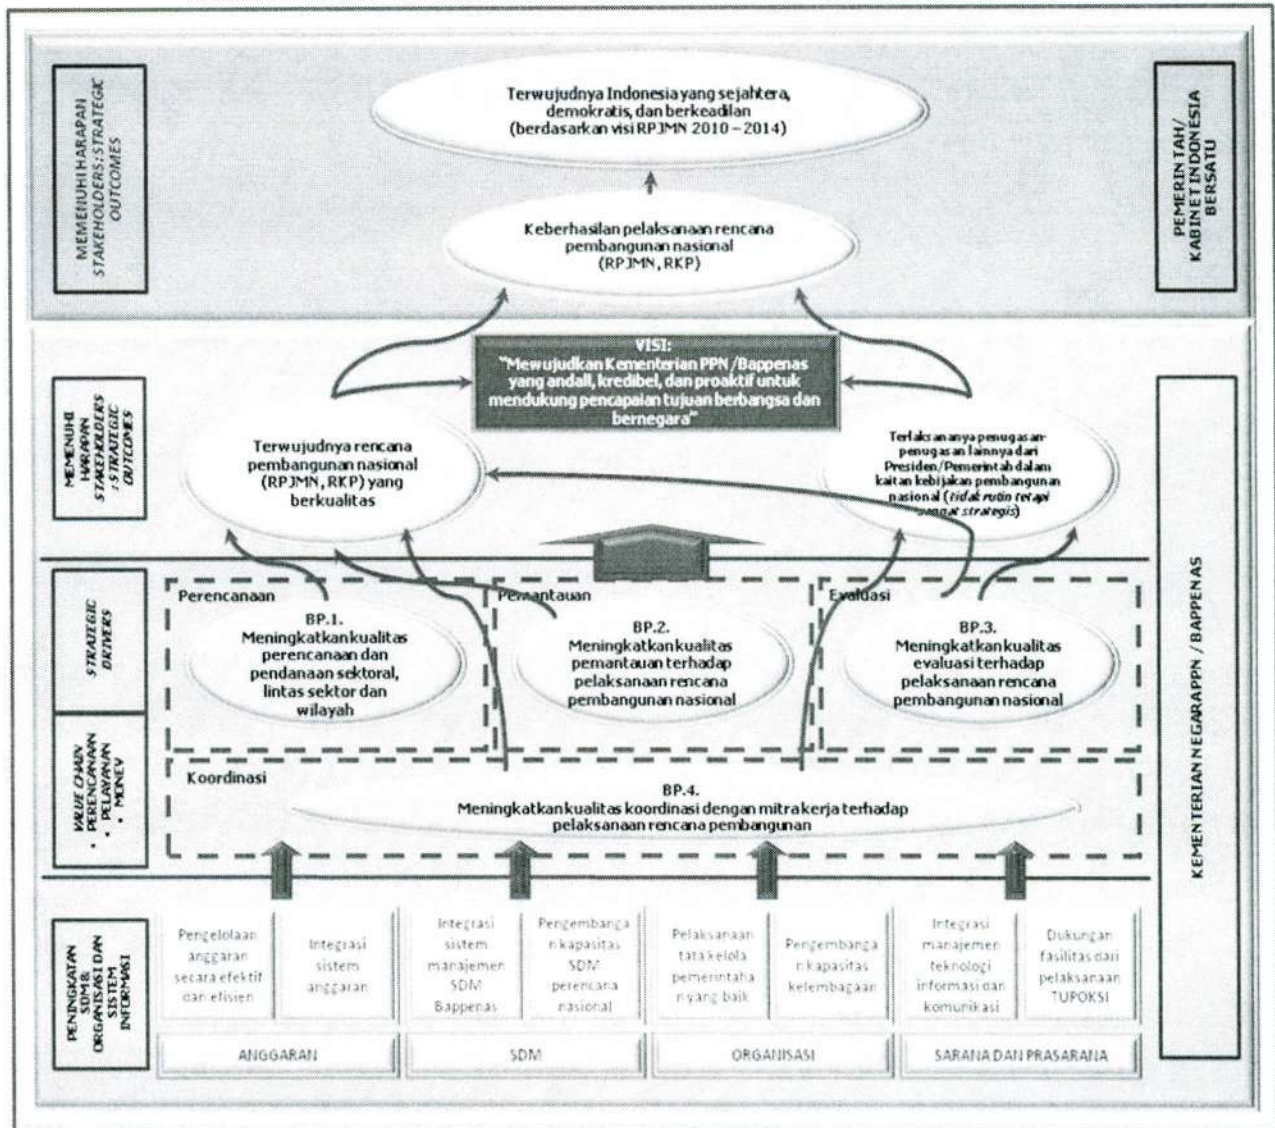 MEMENUHI HARAPAN
STAKEHOLDERS: STRATEGIC
OUTCOMES
Terwujudnya Indonesia yang sejahtera,
demokratis, dan berkeadilan
(berdasarkan visi RPJMN 2010 – 2014)
PEMERINTAH/
KABINET INDONESIA
BERSATU
Keberhasilan pelaksanaan rencana
pembangunan nasional
(RPJMN, RKP)
VISI:
"Mewujudkan Kementerian PPN/Bappenas
yang andall, kredibel, dan proaktif untuk
mendukung pencapaian tujuan berbangsa dan
bernegara"
MEMENUHI
HARAPAN
STAKEHOLDERS
: STRATEGIC
OUTCOMES
Terwujudnya rencana
pembangunan nasional
(RPJMN, RKP) yang
berkualitas
Terlaksananya penugasan-
penugasan lainnya dari
Presiden/Pemerintah dalam
kaitan kebijakan pembangunan
nasional (tidak rutin tetapi
sangat strategis)
KEMENTERIAN NEGARA PPN / BAPPENAS
STRATEGIC
DRIVERS
Perencanaan
BP.1.
Meningkatkan kualitas
perencanaan dan
pendanaan sektoral,
lintas sektor dan
wilayah
Pemantauan
BP.2.
Meningkatkan kualitas
pemantauan terhadap
pelaksanaan rencana
pembangunan nasional
Evaluasi
BP.3.
Meningkatkan kualitas
evaluasi terhadap
pelaksanaan rencana
pembangunan nasional
VALUE CHAIN
• PERENCANAAN
• PELAYANAN
• MONEV
Koordinasi
BP.4.
Meningkatkan kualitas koordinasi dengan mitra kerja terhadap
pelaksanaan rencana pembangunan
PENINGKATAN
SDM &
ORGANISASI DAN
SISTEM
INFORMASI
Pengelolaan
anggaran
secara efektif
dan efisien
Integrasi
sistem
anggaran
Integrasi
sistem
manajemen
SDM
Bappenas
Pengembanga
n kapasitas
SDM
perencana
nasional
Pelaksanaan
tata kelola
pemerintaha
n yang baik
Pengembanga
n kapasitas
kelembagaan
Integrasi
manajemen
teknologi
informasi dan
komunikasi
Dukungan
fasilitas dari
pelaksanaan
TUPOKSI
ANGGARAN
SDM
ORGANISASI
SARANA DAN PRASARANA